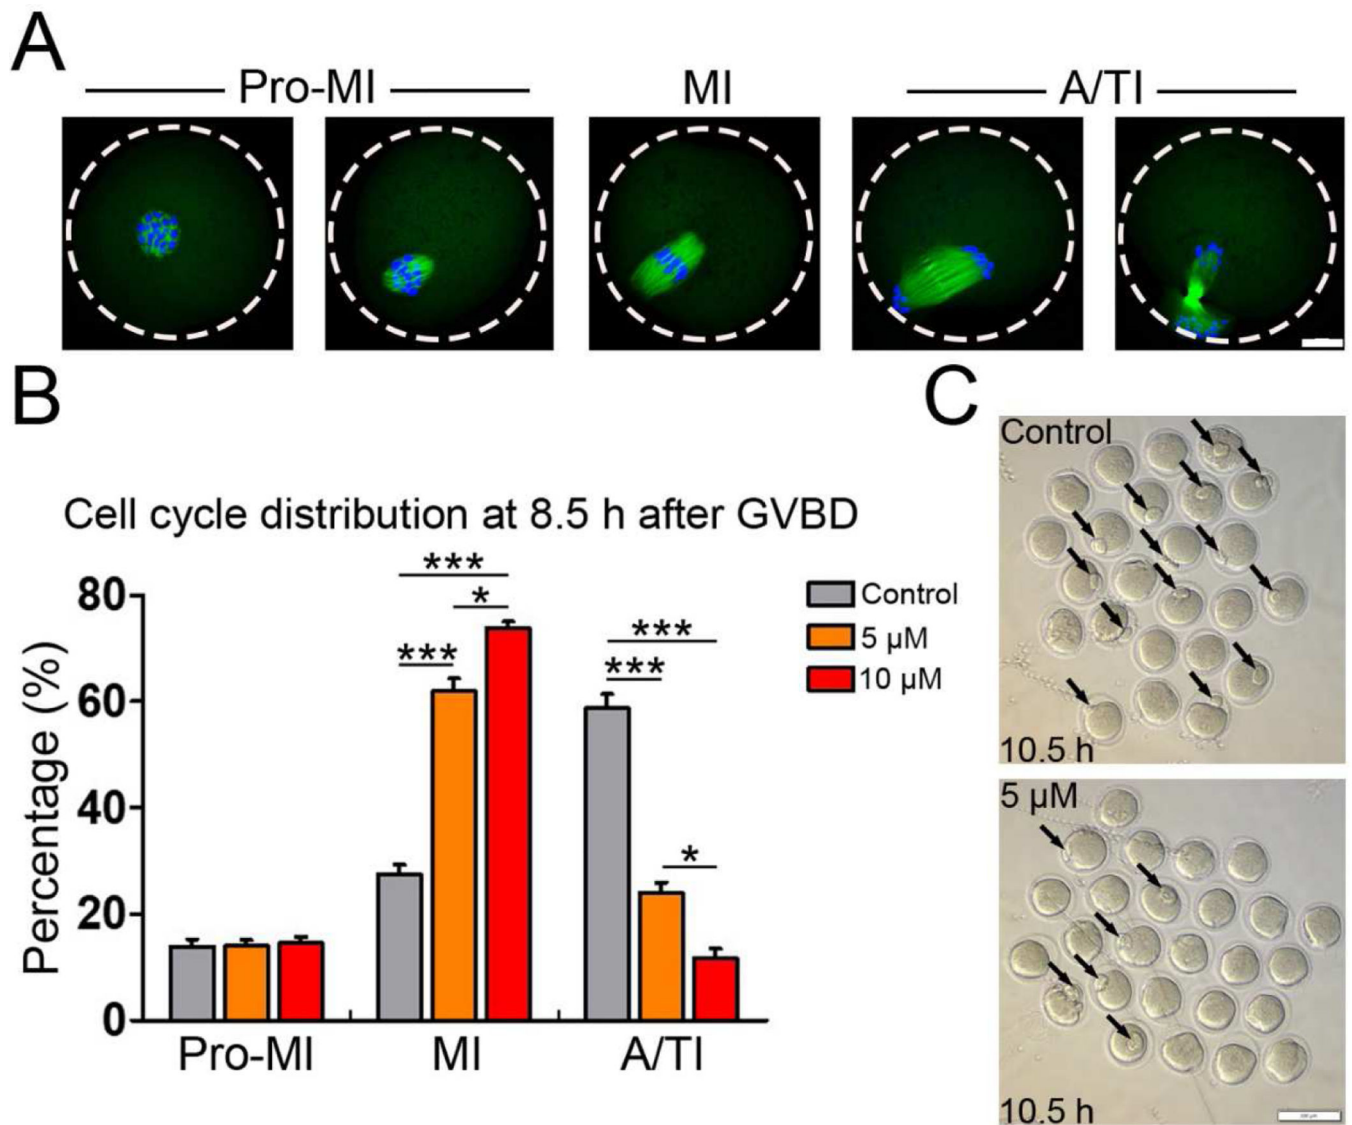 A
Pro-MI
MI
A/TI
B
C
Cell cycle distribution at 8.5 h after GVBD
Percentage (%)
80
60
40
20
0
***
*
***
***
***
*
Pro-MI
MI
A/TI
Control
5 μM
10 μM
Control
10.5 h
5 μM
10.5 h